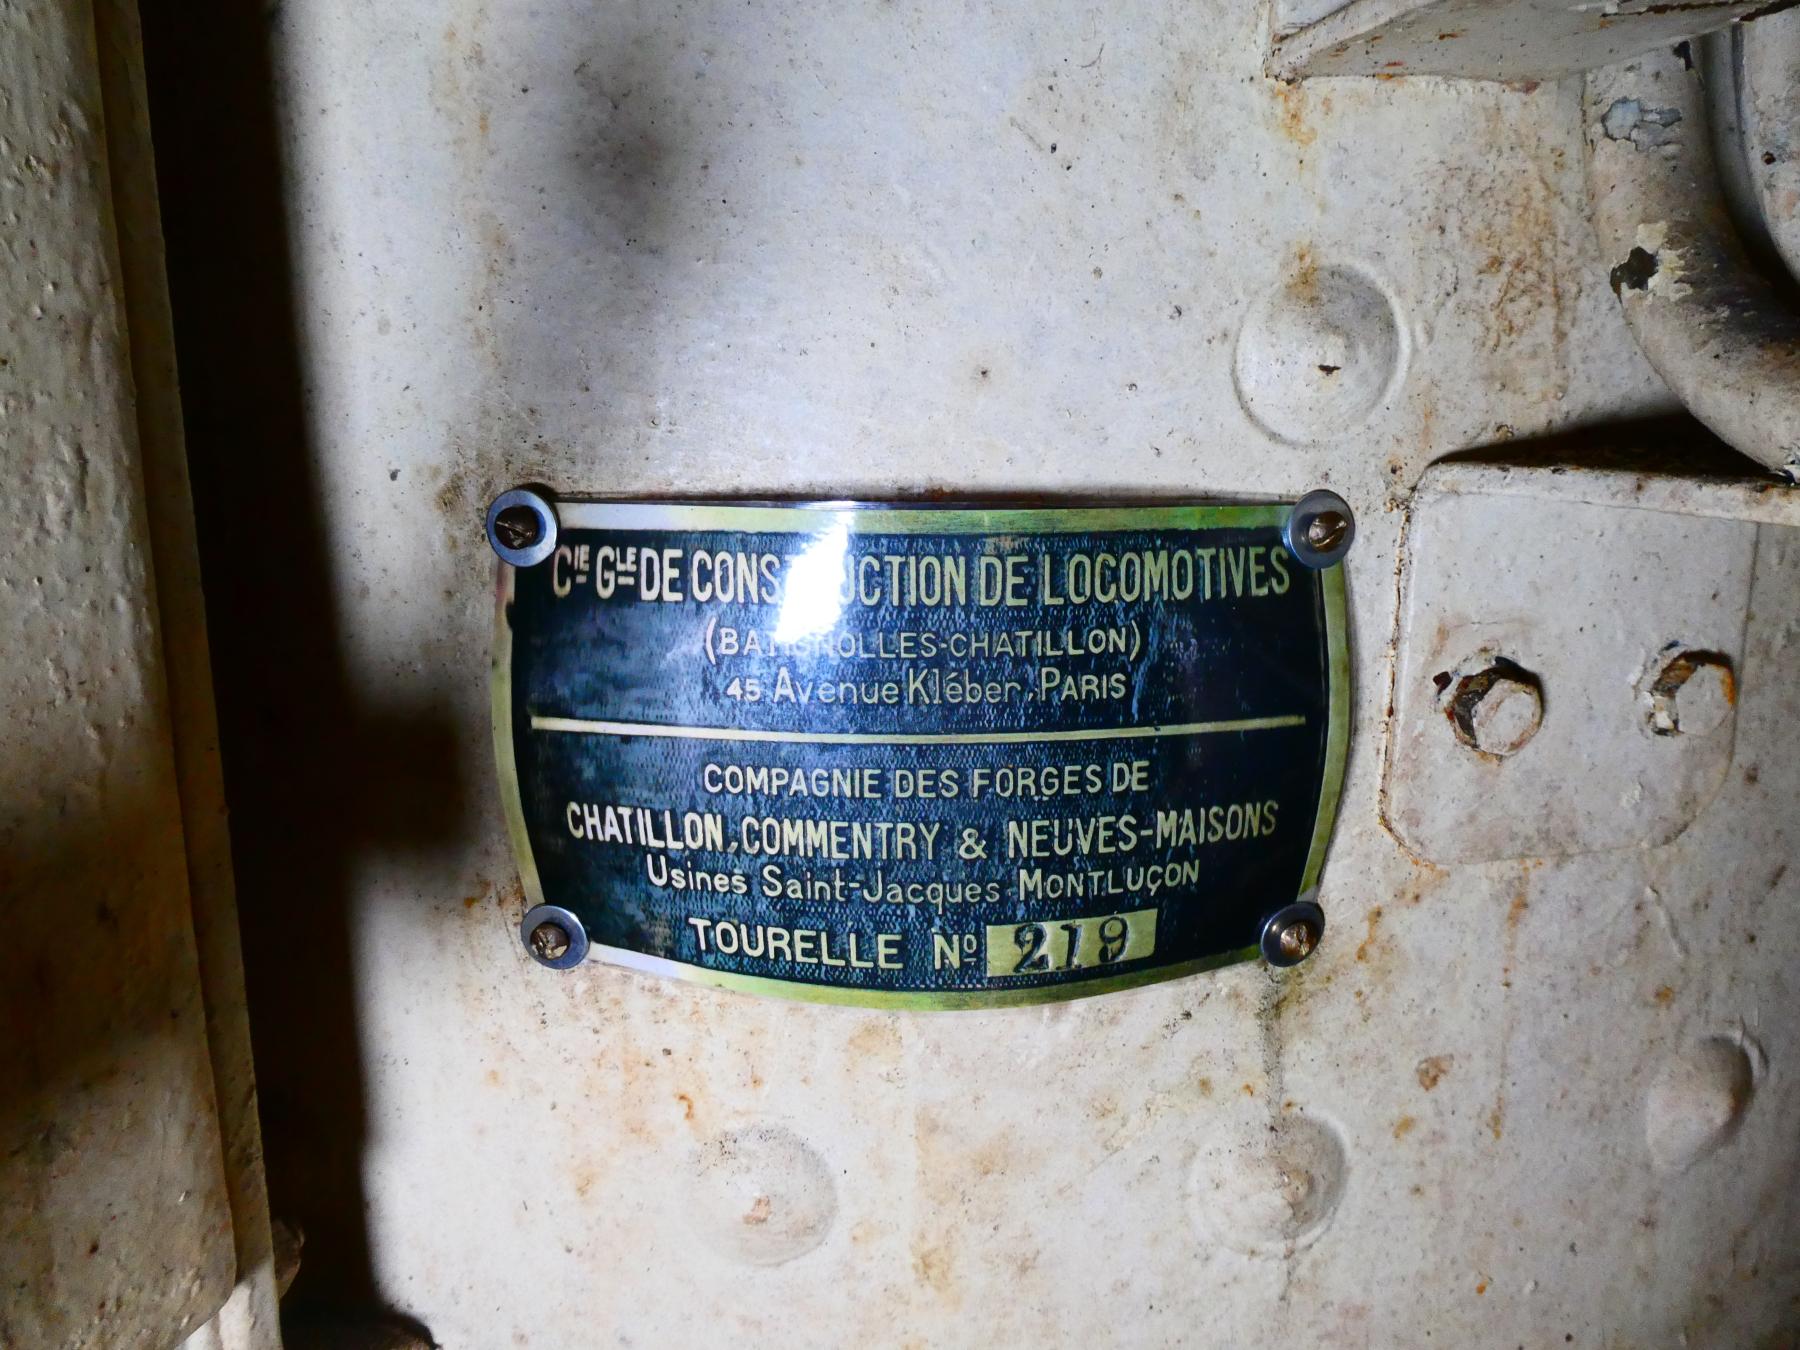 Cie Gle DE CONSTRUCTION DE LOCOMOTIVES
(BATIGNOLLES-CHATILLON)
45 Avenue Kléber, PARIS
COMPAGNIE DES FORGES DE
CHATILLON, COMMENTRY & NEUVES-MAISONS
Usines Saint-Jacques MONTLUÇON
TOURELLE No 219